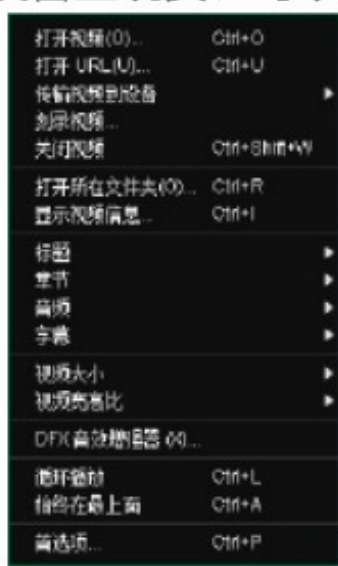 打开视频(O)... Ctrl+O
打开 URL(U)... Ctrl+U
传输视频到设备
刻录视频...
关闭视频 Ctrl+Shift+W
打开所在文件夹(O)... Ctrl+R
显示视频信息... Ctrl+I
标题
章节
音频
字幕
视频大小
视频宽高比
DFX 音效增强器 (X)...
循环播放 Ctrl+L
始终在最上面 Ctrl+A
首选项... Ctrl+P